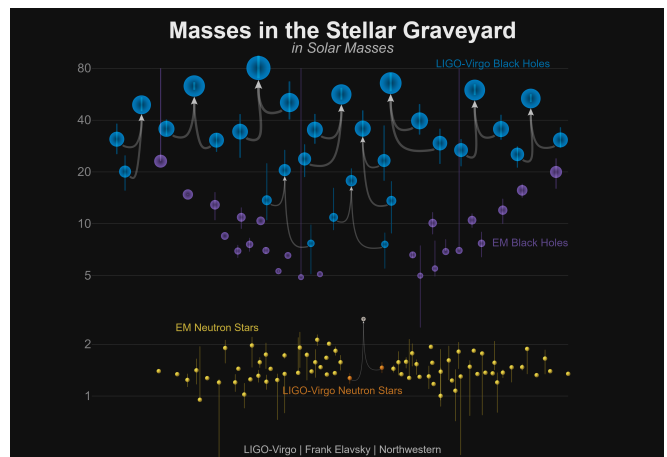 Masses in the Stellar Graveyard
in Solar Masses
LIGO-Virgo Black Holes
80
40
20
10
EM Black Holes
5
EM Neutron Stars
2
LIGO-Virgo Neutron Stars
1
LIGO-Virgo | Frank Elavsky | Northwestern